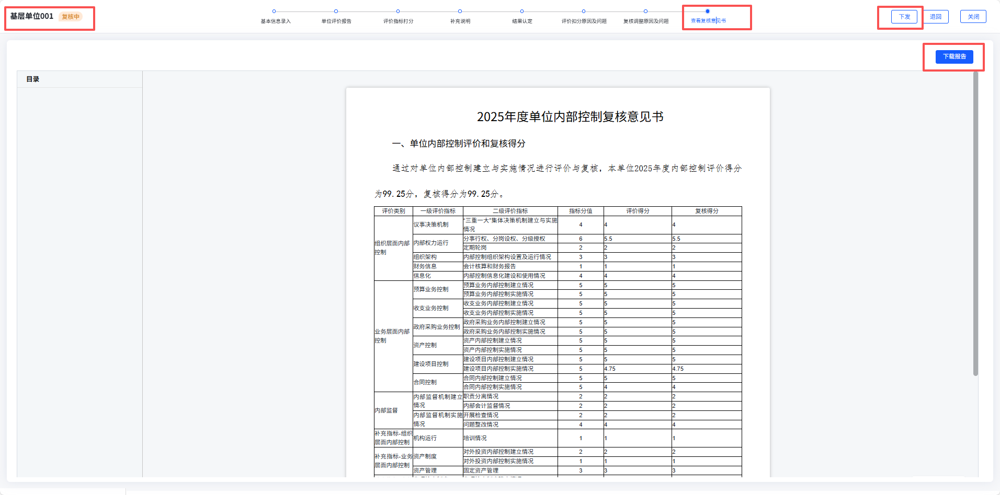 基层单位001 复核中
基本信息录入 单位评价报告 评价指标打分 补充说明 结果认定 评价扣分原因及问题 复核调整原因及问题 查看复核意见书
下发 退回 关闭
下载报告
目录
2025年度单位内部控制复核意见书
一、单位内部控制评价和复核得分
通过对单位内部控制建立与实施情况进行评价与复核，本单位2025年度内部控制评价得分
为99.25分，复核得分为99.25分。
评价类别 一级评价指标 二级评价指标 指标分值 评价得分 复核得分
组织层面内部控制 议事决策机制 “三重一大”集体决策机制建立与实施情况 4 4 4
内部权力运行 分事行权、分岗设权、分级授权 6 5.5 5.5
定期轮岗 2 2 2
组织架构 内部控制组织架构设置及运行情况 3 3 3
财务信息 会计核算和财务报告 1 1 1
信息化 内部控制信息化建设和使用情况 4 4 4
业务层面内部控制 预算业务控制 预算业务内部控制建立情况 5 5 5
预算业务内部控制实施情况 5 5 5
收支业务控制 收支业务内部控制建立情况 5 5 5
收支业务内部控制实施情况 5 5 5
政府采购业务控制 政府采购业务内部控制建立情况 5 5 5
政府采购业务内部控制实施情况 5 5 5
资产控制 资产内部控制建立情况 5 5 5
资产内部控制实施情况 5 5 5
建设项目控制 建设项目内部控制建立情况 5 5 5
建设项目内部控制实施情况 5 4.75 4.75
合同控制 合同内部控制建立情况 5 5 5
合同内部控制实施情况 5 4 4
内部监督 内部监督机制建立情况 职责分离情况 2 2 2
内部会计监督情况 2 2 2
内部监督机制实施情况 开展检查情况 2 2 2
问题整改情况 4 4 4
补充指标-组织层面内部控制 机构运行 培训情况 1 1 1
补充指标-业务层面内部控制 资产制度 对外投资内部控制建立情况 2 2 2
对外投资内部控制实施情况 1 1 1
资产管理 固定资产管理 3 3 3